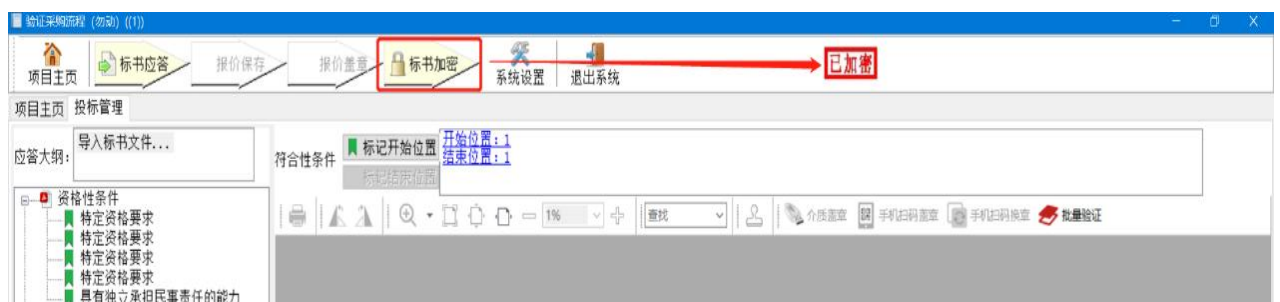 验证采购流程 (勿动) ((1))
项目主页 标书应答 报价保存 报价盖章 标书加密 系统设置 退出系统 已加密
项目主页 投标管理
应答大纲: 导入标书文件... 符合性条件 标记开始位置 开始位置:1
标记结束位置 结束位置:1
资格性条件
特定资格要求
特定资格要求
特定资格要求
特定资格要求
具有独立承担民事责任的能力
1% 查找 介质盖章 手机扫码盖章 手机扫码换章 批量验证